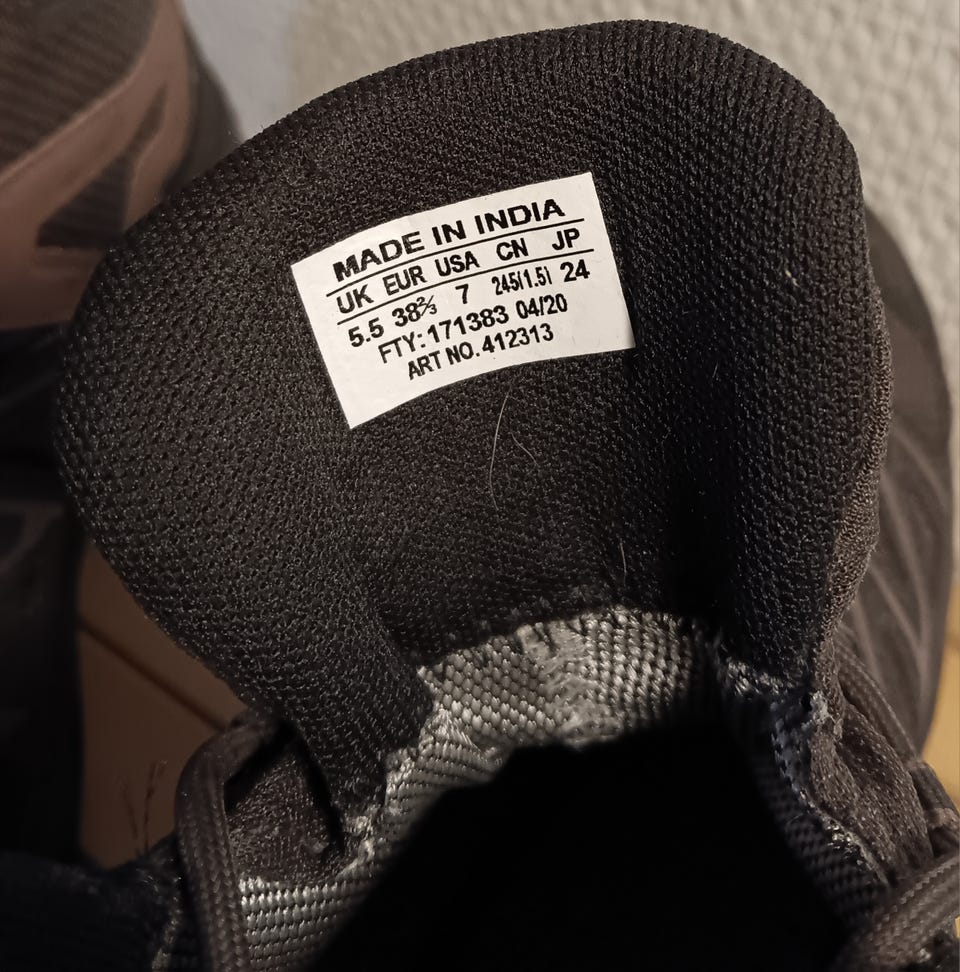 MADE IN INDIA
UK EUR USA CN JP
5.5 38⅔ 7 245(1.5) 24
FTY: 171383 04/20
ART NO. 412313